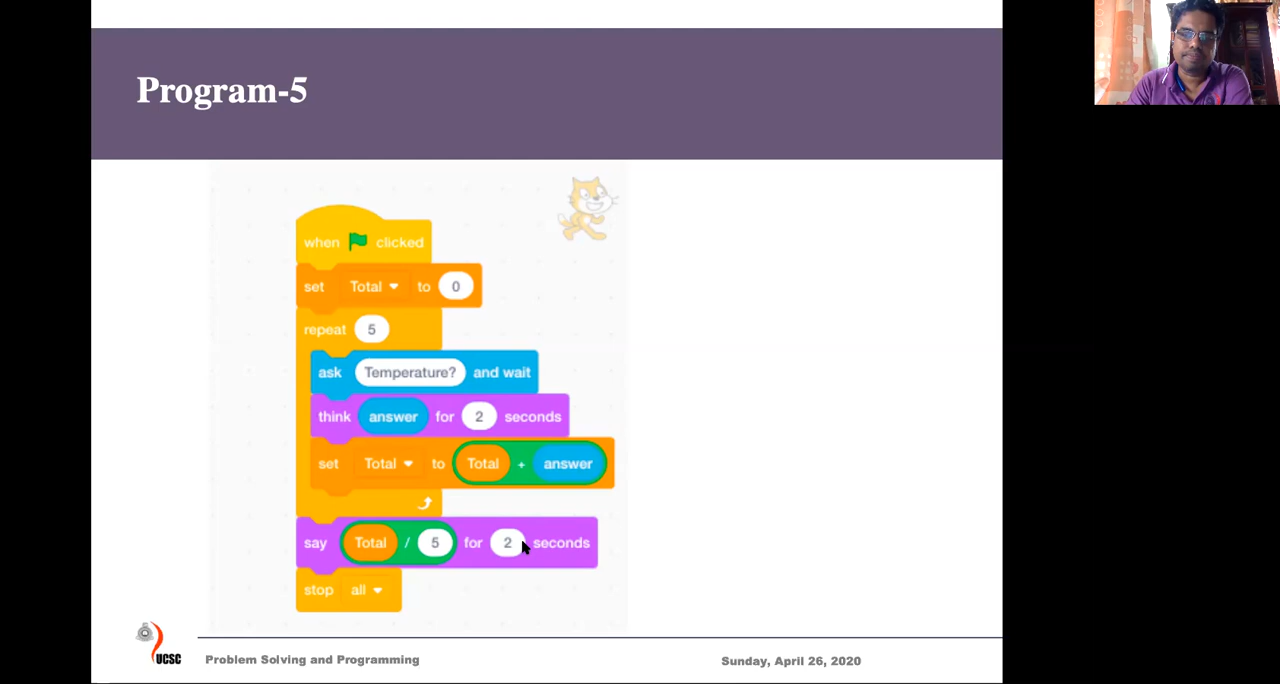 Program-5
when clicked
set Total to 0
repeat 5
ask Temperature? and wait
think answer for 2 seconds
set Total to Total + answer
say Total / 5 for 2 seconds
stop all
UCSC
Problem Solving and Programming
Sunday, April 26, 2020